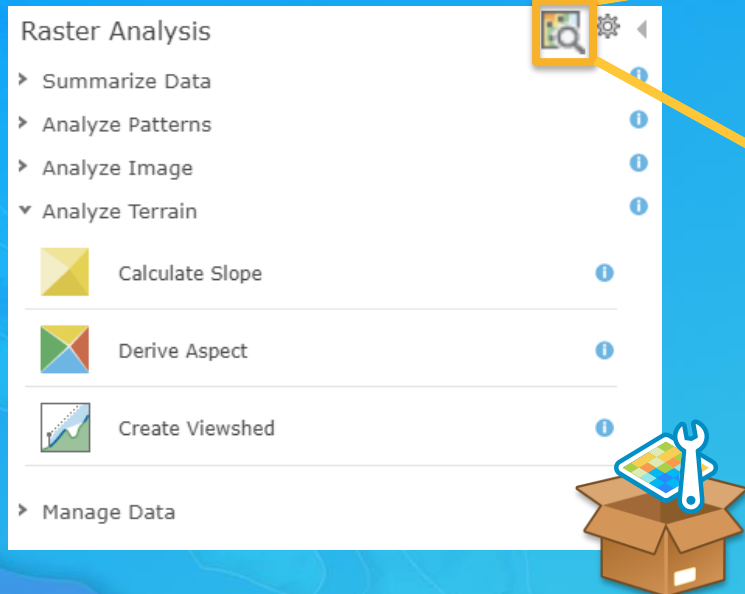 Raster Analysis
Summarize Data
Analyze Patterns
Analyze Image
Analyze Terrain
Calculate Slope
Derive Aspect
Create Viewshed
Manage Data